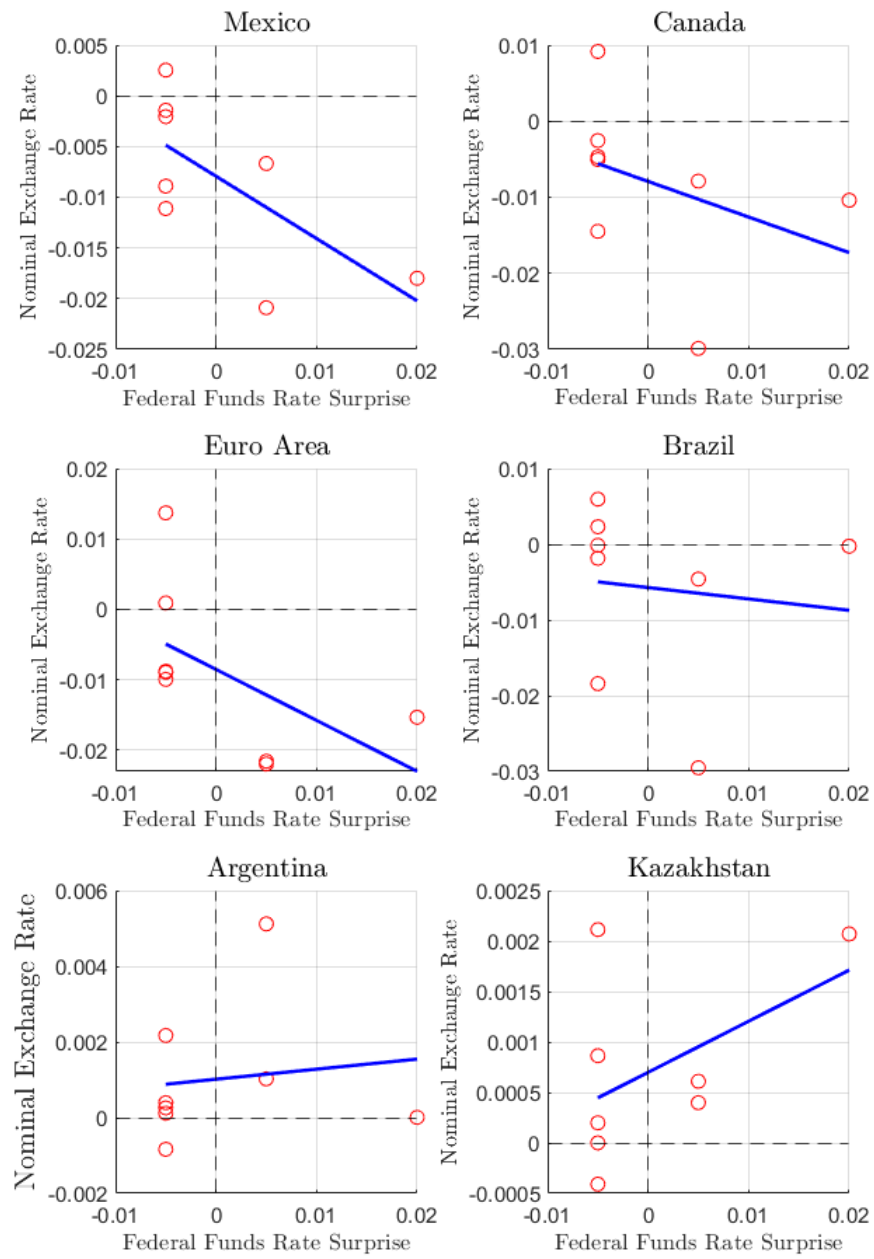 Mexico
Nominal Exchange Rate
0.005
0
-0.005
-0.01
-0.015
-0.02
-0.025
-0.01 0 0.01 0.02
Federal Funds Rate Surprise
Canada
Nominal Exchange Rate
0.01
0
-0.01
-0.02
-0.03
-0.01 0 0.01 0.02
Federal Funds Rate Surprise
Euro Area
Nominal Exchange Rate
0.02
0.01
0
-0.01
-0.02
-0.01 0 0.01 0.02
Federal Funds Rate Surprise
Brazil
Nominal Exchange Rate
0.01
0
-0.01
-0.02
-0.03
-0.01 0 0.01 0.02
Federal Funds Rate Surprise
Argentina
Nominal Exchange Rate
0.006
0.004
0.002
0
-0.002
-0.01 0 0.01 0.02
Federal Funds Rate Surprise
Kazakhstan
Nominal Exchange Rate
0.0025
0.002
0.0015
0.001
0.0005
0
-0.0005
-0.01 0 0.01 0.02
Federal Funds Rate Surprise